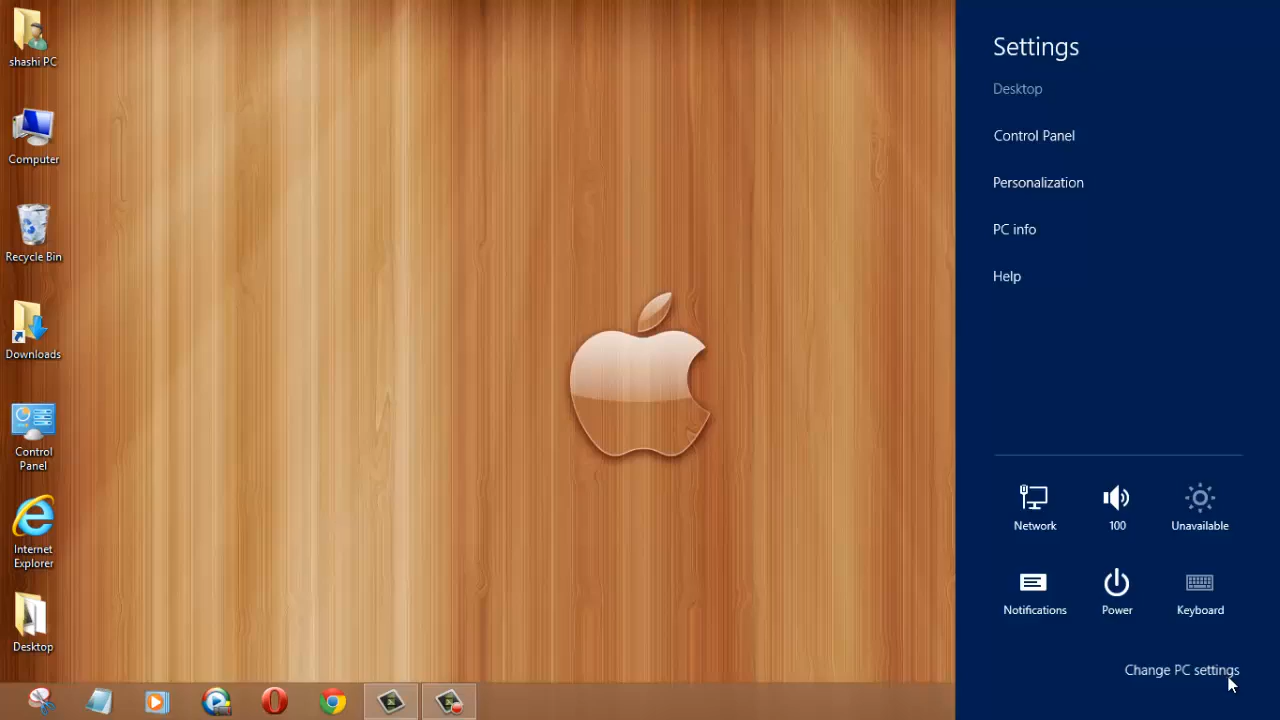 shashi PC
Computer
Recycle Bin
Downloads
Control
Panel
Internet
Explorer
Desktop
Settings
Desktop
Control Panel
Personalization
PC info
Help
Network
100
Unavailable
Notifications
Power
Keyboard
Change PC settings